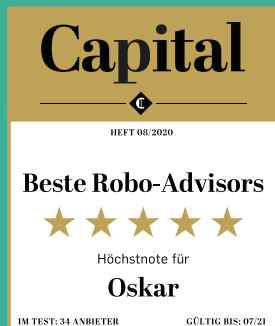 Capital
HEFT 08/2020
Beste Robo-Advisors
Höchstnote für
Oskar
IM TEST: 34 ANBIETER GÜLTIG BIS: 07/21